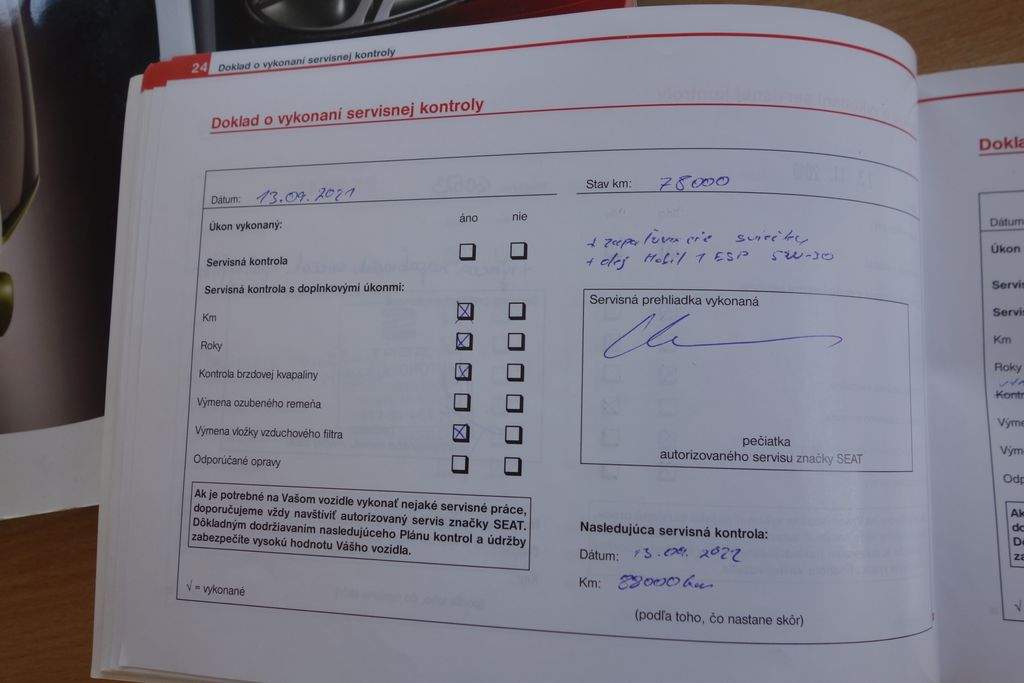 24 Doklad o vykonaní servisnej kontroly
Doklad o vykonaní servisnej kontroly
Dátum: 13.09.2021
Stav km: 78000
Úkon vykonaný: áno nie
Servisná kontrola
+ olej Mobil 1 ESP 5W-30
Servisná kontrola s doplnkovými úkonmi:
Km
Roky
Kontrola brzdovej kvapaliny
Výmena ozubeného remeňa
Výmena vložky vzduchového filtra
Odporúčané opravy
Servisná prehliadka vykonaná
pečiatka
autorizovaného servisu značky SEAT
Ak je potrebné na Vašom vozidle vykonať nejaké servisné práce,
doporučujeme vždy navštíviť autorizovaný servis značky SEAT.
Dôkladným dodržiavaním nasledujúceho Plánu kontrol a údržby
zabezpečíte vysokú hodnotu Vášho vozidla.
√ = vykonané
Nasledujúca servisná kontrola:
Dátum: 13.09.2022
Km: 88000 km
(podľa toho, čo nastane skôr)
Dátum
Úkon
Km
Roky